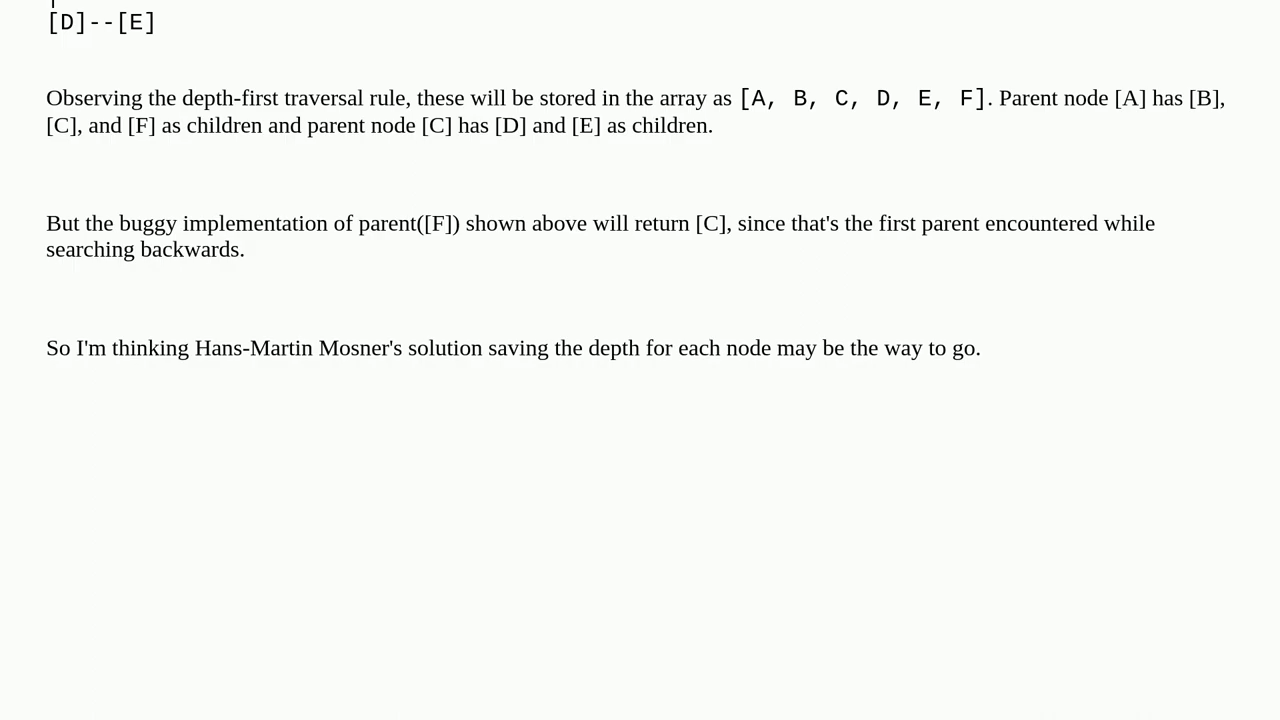 [D]--[E]
Observing the depth-first traversal rule, these will be stored in the array as [A, B, C, D, E, F]. Parent node [A] has [B],
[C], and [F] as children and parent node [C] has [D] and [E] as children.
But the buggy implementation of parent([F]) shown above will return [C], since that's the first parent encountered while
searching backwards.
So I'm thinking Hans-Martin Mosner's solution saving the depth for each node may be the way to go.